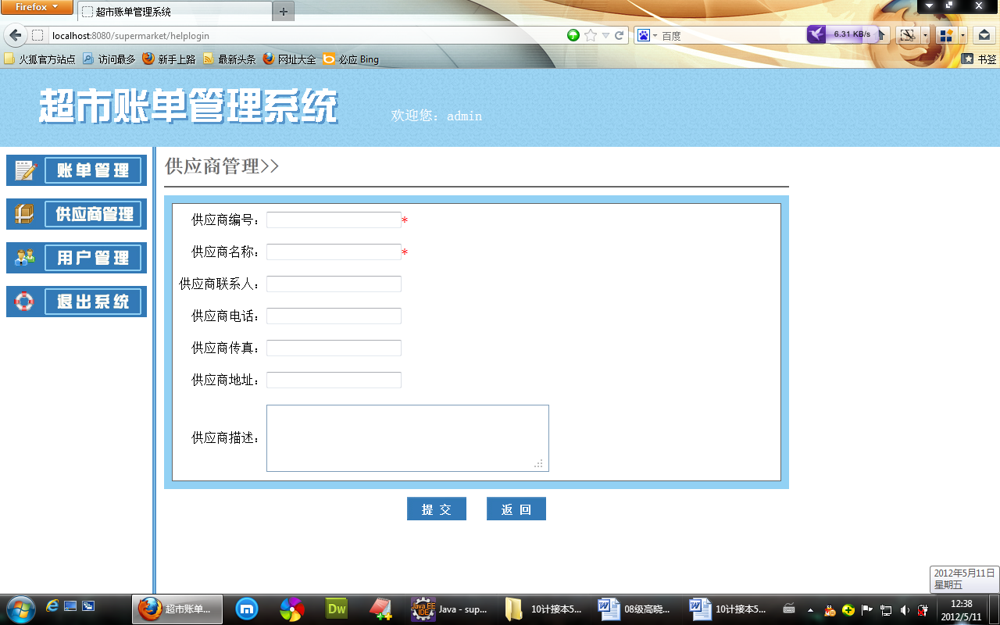 Firefox
超市账单管理系统
localhost:8080/supermarket/helplogin
百度
6.31 KB/s
火狐官方站点 访问最多 新手上路 最新头条 网址大全 必应 Bing
书签
超市账单管理系统
欢迎您：admin
账单管理
供应商管理
用户管理
退出系统
供应商管理>>
供应商编号：*
供应商名称：*
供应商联系人：
供应商电话：
供应商传真：
供应商地址：
供应商描述：
提 交 返 回
2012年5月11日
星期五
超市账单... Dw Java EE IDE Java - sup... 10计接本5... 08级高晓... 10计接本5...
12:38
2012/5/11